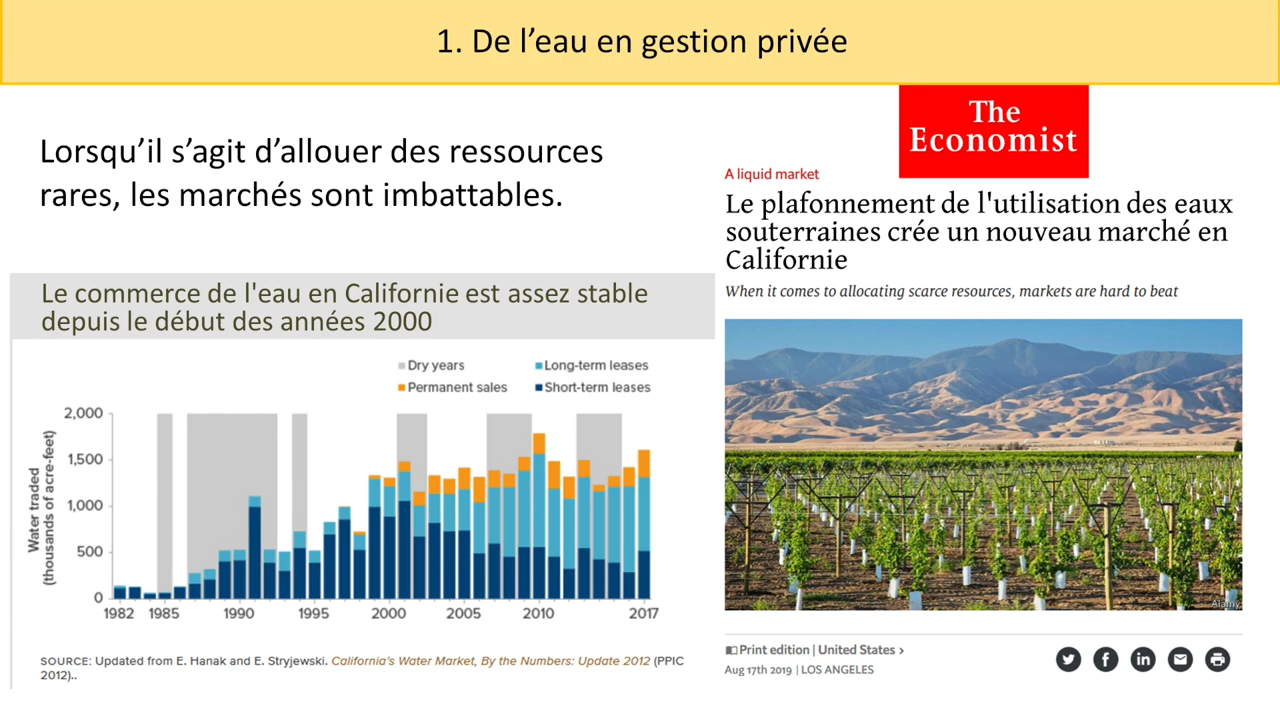 1. De l’eau en gestion privée
Lorsqu’il s’agit d’allouer des ressources
rares, les marchés sont imbattables.
The
Economist
A liquid market
Le plafonnement de l'utilisation des eaux
souterraines crée un nouveau marché en
Californie
When it comes to allocating scarce resources, markets are hard to beat
Le commerce de l'eau en Californie est assez stable
depuis le début des années 2000
Dry years
Long-term leases
Permanent sales
Short-term leases
Water traded
(thousands of acre-feet)
2,000
1,500
1,000
500
0
1982 1985 1990 1995 2000 2005 2010 2017
SOURCE: Updated from E. Hanak and E. Stryjewski. California’s Water Market, By the Numbers: Update 2012 (PPIC
2012)..
Alamy
Print edition | United States ›
Aug 17th 2019 | LOS ANGELES